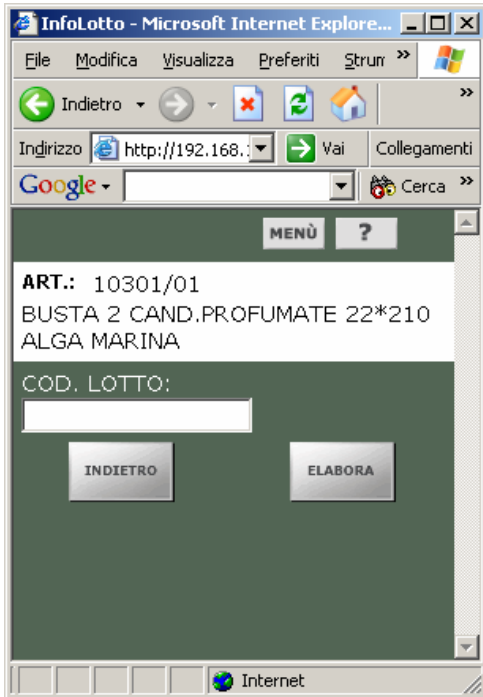 InfoLotto - Microsoft Internet Explore...
File Modifica Visualizza Preferiti Strum »
Indietro »
Indirizzo http://192.168.1 Vai Collegamenti
Google Cerca »
MENÙ ?
ART.: 10301/01
BUSTA 2 CAND.PROFUMATE 22*210
ALGA MARINA
COD. LOTTO:
INDIETRO ELABORA
Internet